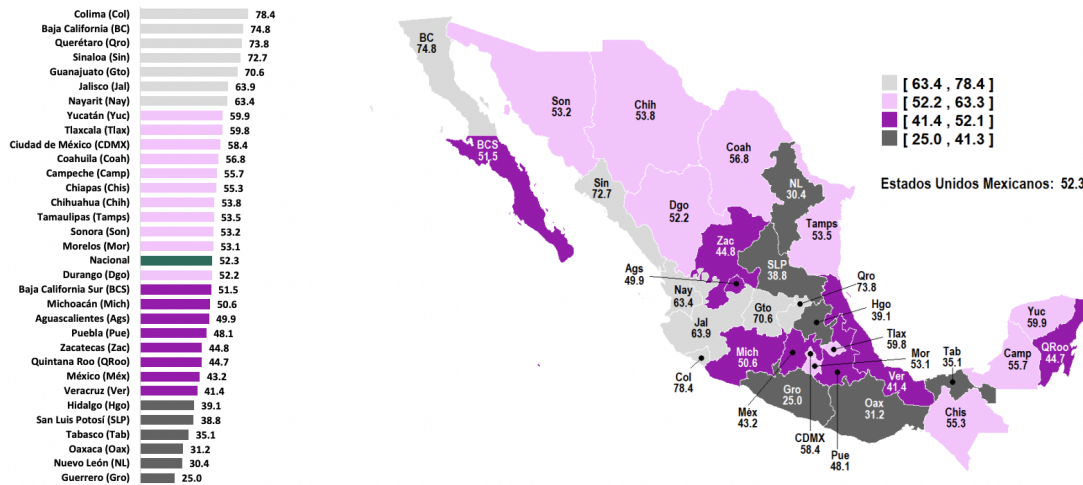 Colima (Col) 78.4
Baja California (BC) 74.8
Querétaro (Qro) 73.8
Sinaloa (Sin) 72.7
Guanajuato (Gto) 70.6
Jalisco (Jal) 63.9
Nayarit (Nay) 63.4
Yucatán (Yuc) 59.9
Tlaxcala (Tlax) 59.8
Ciudad de México (CDMX) 58.4
Coahuila (Coah) 56.8
Campeche (Camp) 55.7
Chiapas (Chis) 55.3
Chihuahua (Chih) 53.8
Tamaulipas (Tamps) 53.5
Sonora (Son) 53.2
Morelos (Mor) 53.1
Nacional 52.3
Durango (Dgo) 52.2
Baja California Sur (BCS) 51.5
Michoacán (Mich) 50.6
Aguascalientes (Ags) 49.9
Puebla (Pue) 48.1
Zacatecas (Zac) 44.8
Quintana Roo (QRoo) 44.7
México (Méx) 43.2
Veracruz (Ver) 41.4
Hidalgo (Hgo) 39.1
San Luis Potosí (SLP) 38.8
Tabasco (Tab) 35.1
Oaxaca (Oax) 31.2
Nuevo León (NL) 30.4
Guerrero (Gro) 25.0
BC
74.8
Son
53.2
Chih
53.8
BCS
51.5
Coah
56.8
Sin
72.7
NL
30.4
Dgo
52.2
Tamps
53.5
Zac
44.8
SLP
38.8
Ags
49.9
Qro
73.8
Nay
63.4
Gto
70.6
Hgo
39.1
Jal
63.9
Tlax
59.8
Mich
50.6
Mor
53.1
Tab
35.1
Yuc
59.9
Camp
55.7
QRoo
44.7
Col
78.4
Gro
25.0
Ver
41.4
Oax
31.2
Chis
55.3
Méx
43.2
CDMX
58.4
Pue
48.1
[ 63.4 , 78.4 ]
[ 52.2 , 63.3 ]
[ 41.4 , 52.1 ]
[ 25.0 , 41.3 ]
Estados Unidos Mexicanos: 52.3